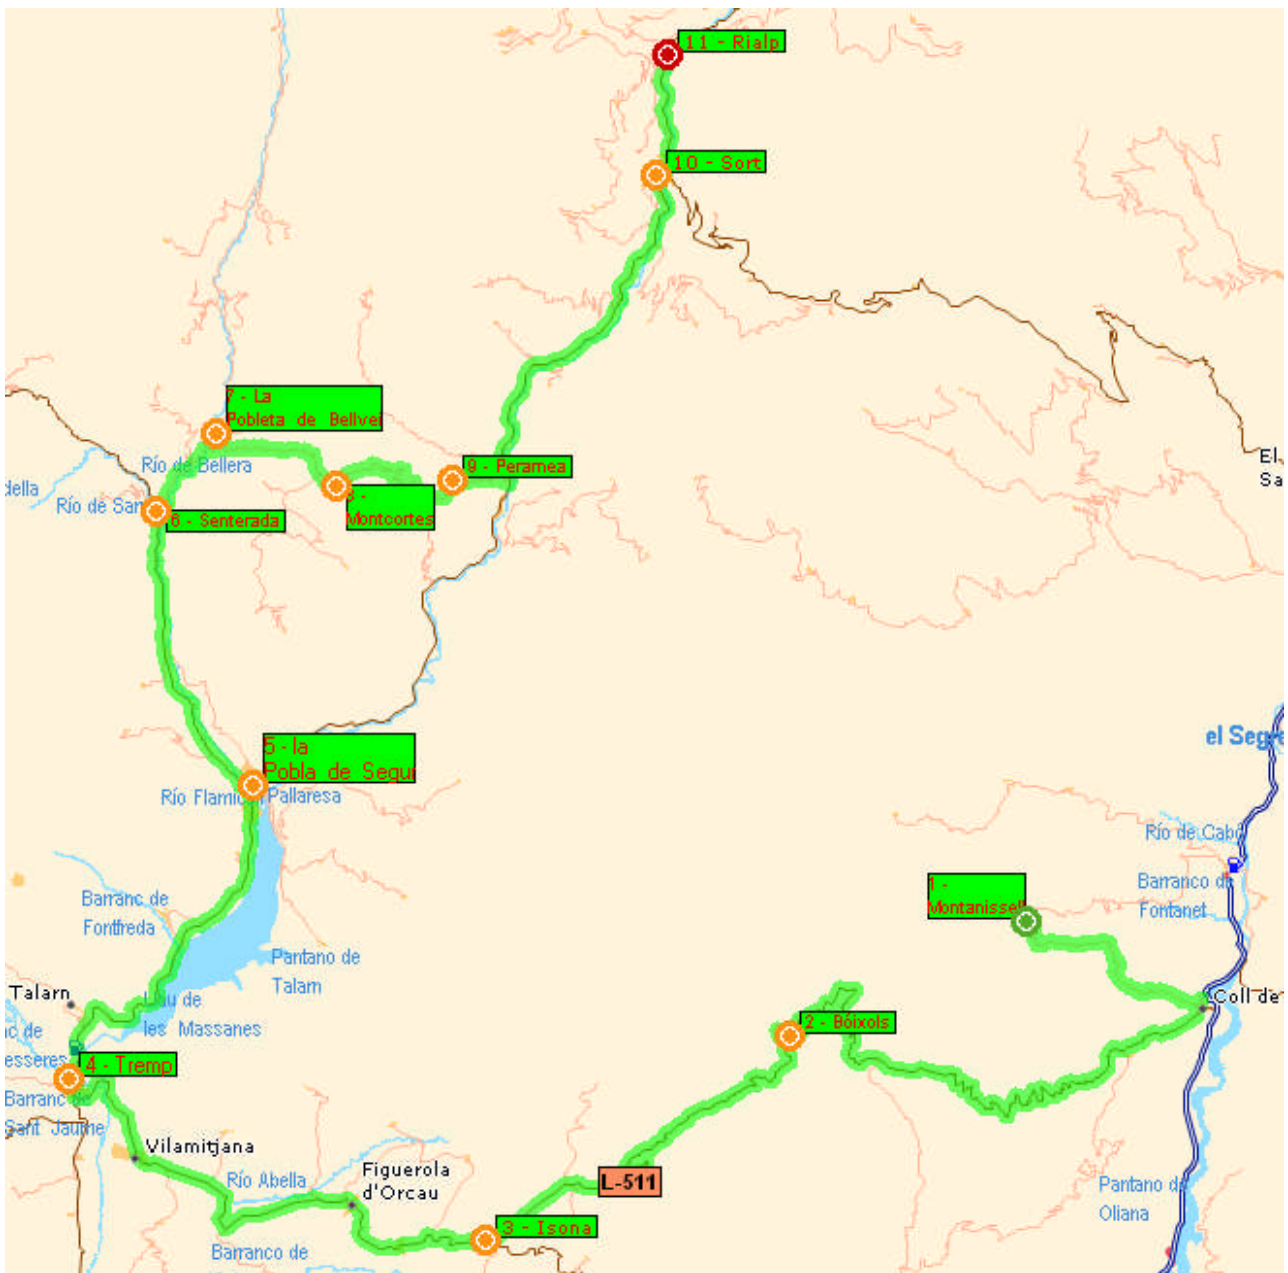 11 - Rialp
10 - Sort
7 - La
Pobleta de Bellvei
Río de Bellera
9 - Peramea
El
Sa
della
Río de Sar
6 - Senterada
8 -
Montcortes
el Segre
5 - la
Pobla de Segur
Río Flamic
Pallaresa
Río de Cabo
1 -
Montanissell
Barranco de
Fontanet
Barranc de
Fontfreda
Pantano de
Talarn
Talarn
les Massanes
Coll de
2 - Bóixols
4 - Tremp
esseres
Barranc de
Sant Jaume
Vilamitjana
Río Abella
Figuerola
d'Orcau
L-511
Pantano de
Oliana
3 - Isona
Barranco de